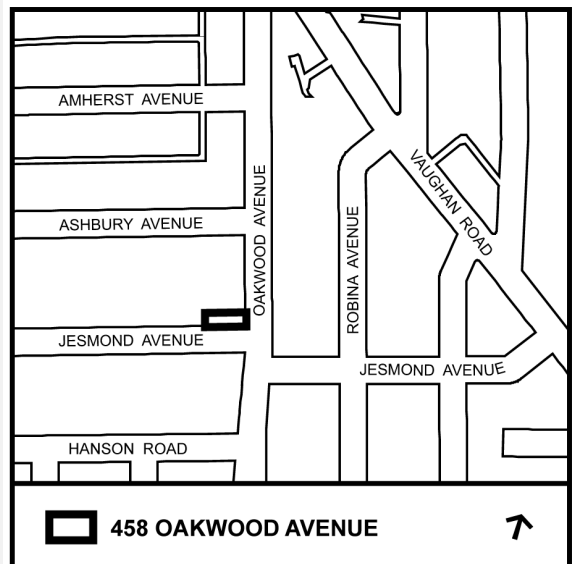 AMHERST AVENUE
ASHBURY AVENUE
OAKWOOD AVENUE
ROBINA AVENUE
VAUGHAN ROAD
JESMOND AVENUE
JESMOND AVENUE
HANSON ROAD
458 OAKWOOD AVENUE